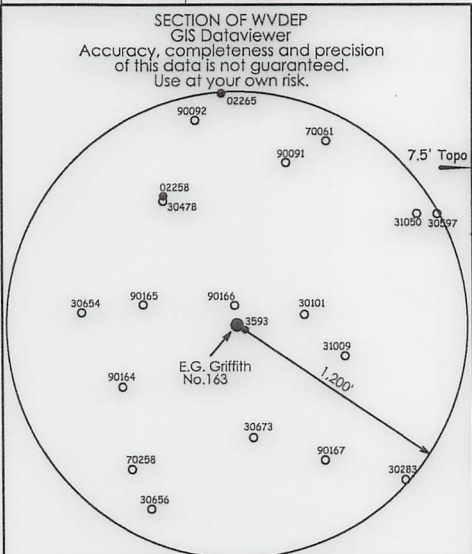 SECTION OF WVDEP
GIS Dataviewer
Accuracy, completeness and precision
of this data is not guaranteed.
Use at your own risk.
02265
90092
70061
90091
7.5' Topo
02258
30478
31050 30597
30654
90165
90166
30101
3593
31009
E.G. Griffith
No.163
1,200'
90164
30673
90167
70258
30283
30656